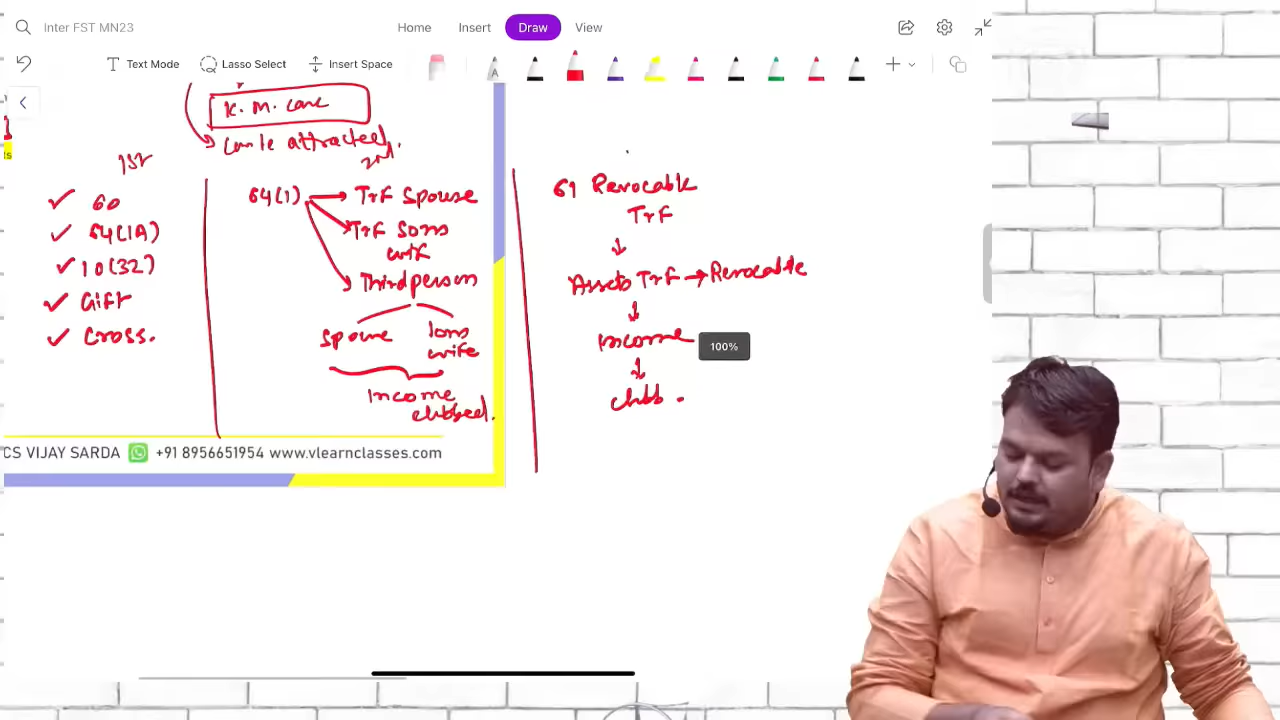 Inter FST MN23
Home Insert Draw View
Text Mode Lasso Select Insert Space
K. M. case
attracted.
1st
✓ 60
✓ 64(1A)
✓ 10(32)
✓ Gift
✓ Cross.
2nd.
64(1) → Trf Spouse
Trf Sons
wife
Third person
Spouse Sons
wife
Income
clubbed.
61 Revocable
Trf
↓
Assets Trf → Revocable
↓
Income
↓
Club .
100%
CS VIJAY SARDA +91 8956651954 www.vlearnclasses.com